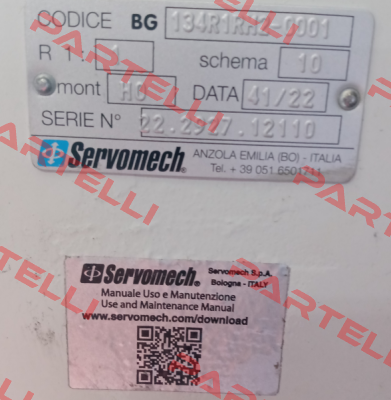 CODICE BG 134R1RH2-0001
R 1: 1 schema 10
mont DATA 41/22
SERIE N° 22.2927.12110
Servomech® ANZOLA EMILIA (BO) - ITALIA
Tel. + 39 051 6501711
Servomech® Servomech S.p.A.
Bologna - ITALY
Manuale Uso e Manutenzione
Use and Maintenance Manual
www.servomech.com/download
PARTELLI